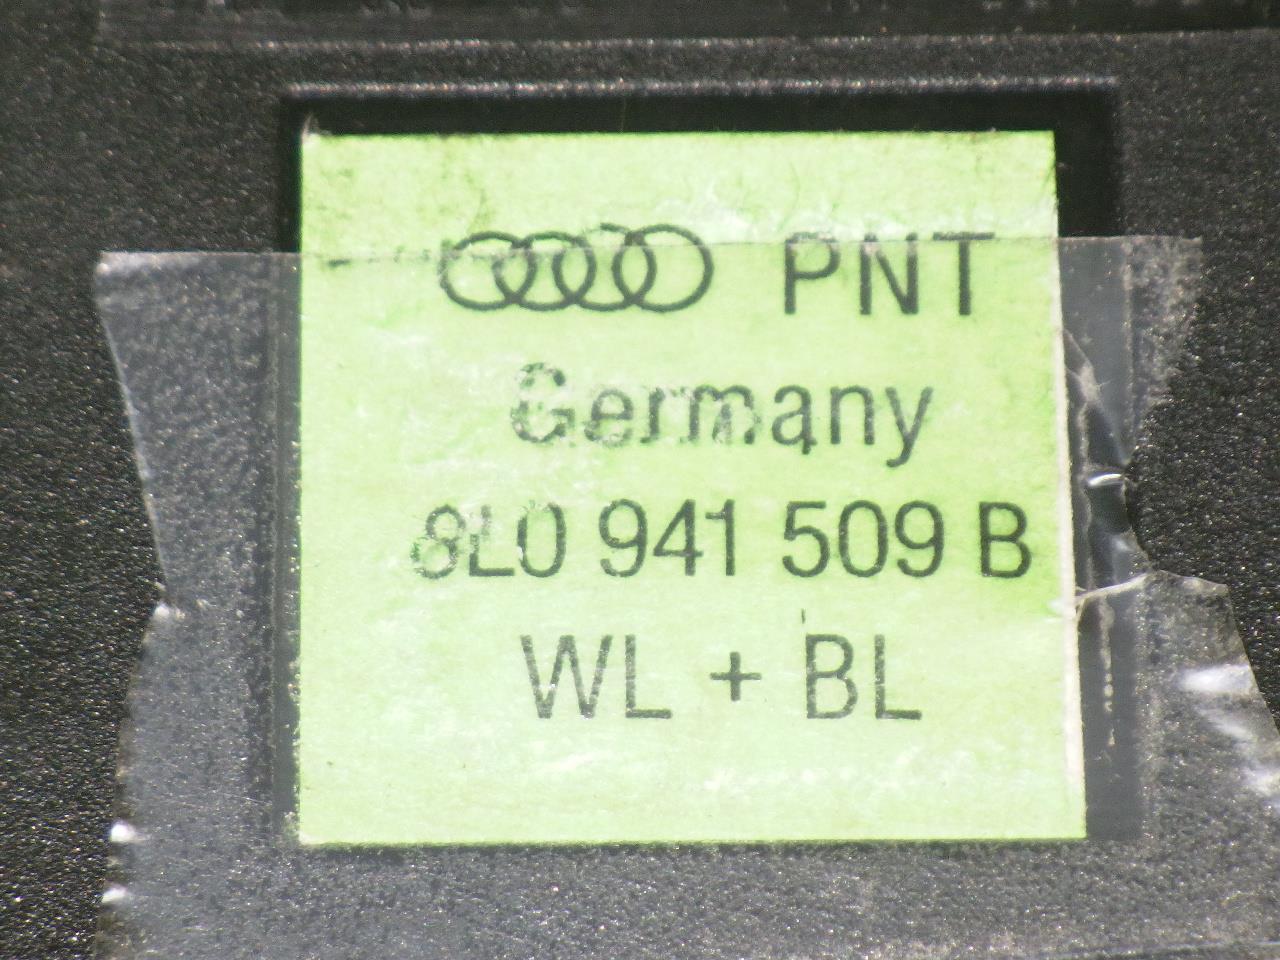 PNT
Germany
8L0 941 509 B
WL + BL